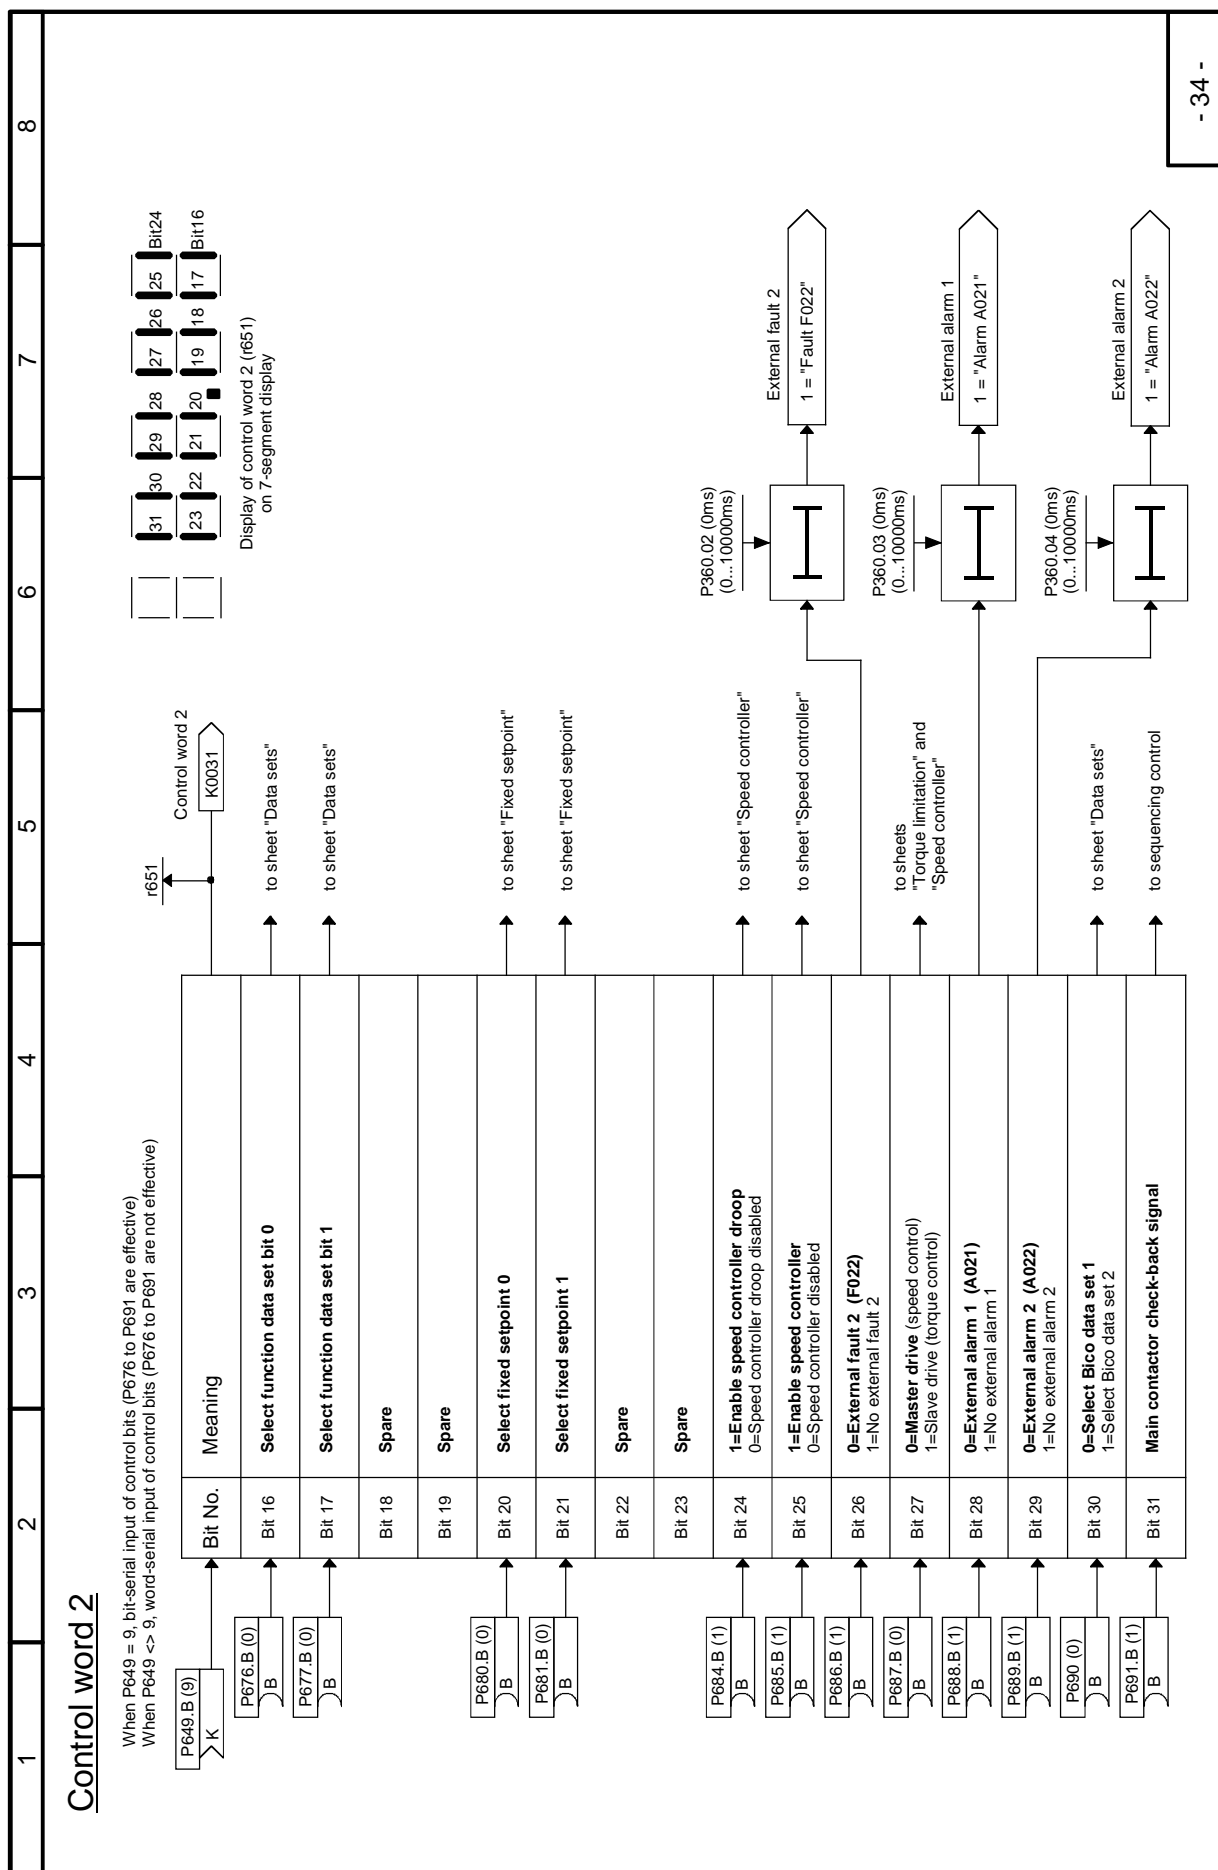 1 2 3 4 5 6 7 8
Control word 2
When P649 = 9, bit-serial input of control bits (P676 to P691 are effective)
When P649 <> 9, word-serial input of control bits (P676 to P691 are not effective)
31 30 29 28 27 26 25 Bit24
23 22 21 20 19 18 17 Bit16
Display of control word 2 (r651)
on 7-segment display
r651
Control word 2
P649.B (9)
K
Bit No. Meaning
K0031
P676.B (0)
B
Bit 16 Select function data set bit 0
to sheet "Data sets"
P677.B (0)
B
Bit 17 Select function data set bit 1
to sheet "Data sets"
Bit 18 Spare
Bit 19 Spare
P680.B (0)
B
Bit 20 Select fixed setpoint 0
to sheet "Fixed setpoint"
P681.B (0)
B
Bit 21 Select fixed setpoint 1
to sheet "Fixed setpoint"
Bit 22 Spare
Bit 23 Spare
P684.B (1)
B
Bit 24 1=Enable speed controller droop
0=Speed controller droop disabled
to sheet "Speed controller"
P685.B (1)
B
Bit 25 1=Enable speed controller
0=Speed controller disabled
to sheet "Speed controller"
P686.B (1)
B
Bit 26 0=External fault 2 (F022)
1=No external fault 2
P360.02 (0ms)
(0...10000ms)
External fault 2
1 = "Fault F022"
P687.B (0)
B
Bit 27 0=Master drive (speed control)
1=Slave drive (torque control)
to sheets
"Torque limitation" and
"Speed controller"
P688.B (1)
B
Bit 28 0=External alarm 1 (A021)
1=No external alarm 1
P360.03 (0ms)
(0...10000ms)
External alarm 1
1 = "Alarm A021"
P689.B (1)
B
Bit 29 0=External alarm 2 (A022)
1=No external alarm 2
P360.04 (0ms)
(0...10000ms)
External alarm 2
1 = "Alarm A022"
P690 (0)
B
Bit 30 0=Select Bico data set 1
1=Select Bico data set 2
to sheet "Data sets"
P691.B (1)
B
Bit 31 Main contactor check-back signal
to sequencing control
- 34 -